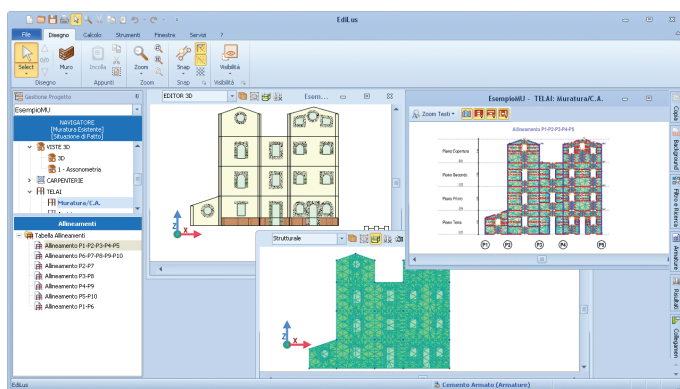 EdiLus
File Disegno Calcolo Strumenti Finestre Servizi ?
Select Muro Incolla Zoom Snap Visibilità
Disegno Appunti Zoom Snap Visibilità
Gestione Progetto
EsempioMU
NAVIGATORE
[Muratura Esistente]
[Situazione di Fatto]
VISTE 3D
3D
1 - Assonometria
CARPENTERIE
TELAI
Muratura/C.A.
Allineamenti
Tabella Allineamenti
Allineamento P1-P2-P3-P4-P5
Allineamento P6-P7-P8-P9-P10
Allineamento P2-P7
Allineamento P3-P8
Allineamento P4-P9
Allineamento P5-P10
Allineamento P1-P6
EDITOR 3D Esem...
Z X
Strutturale
Z X
EsempioMU - TELAI: Muratura/C.A.
Zoom Testi
Allineamento P1-P2-P3-P4-P5
Piano Copertura
Piano Secondo
Piano Primo
Piano Terra
P1 P2 P3 P4 P5
Copia
Background
Filtro e Ricerca
Armature
Risultati
Collegamen
EdiLus
Cemento Armato (Armature)